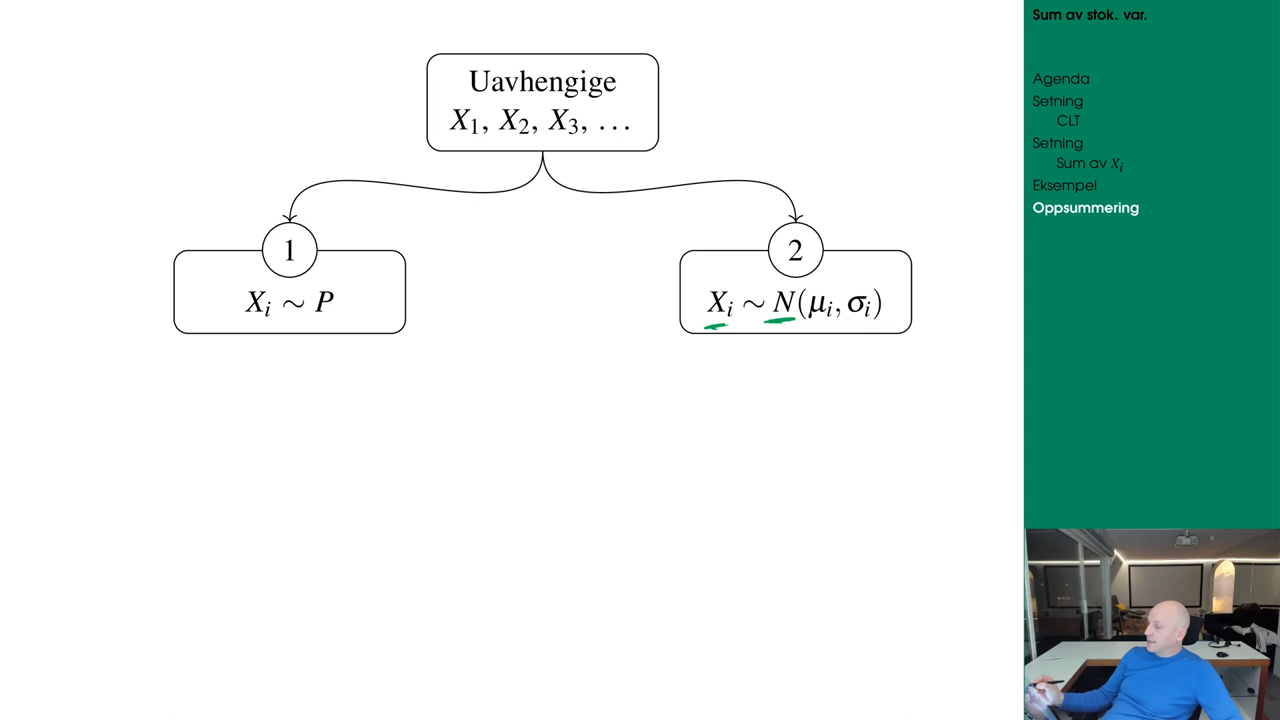 Uavhengige
X₁, X₂, X₃, …
1
Xᵢ ∼ P
2
Xᵢ ∼ N(μᵢ, σᵢ)
Sum av stok. var.
Agenda
Setning
CLT
Setning
Sum av Xᵢ
Eksempel
Oppsummering